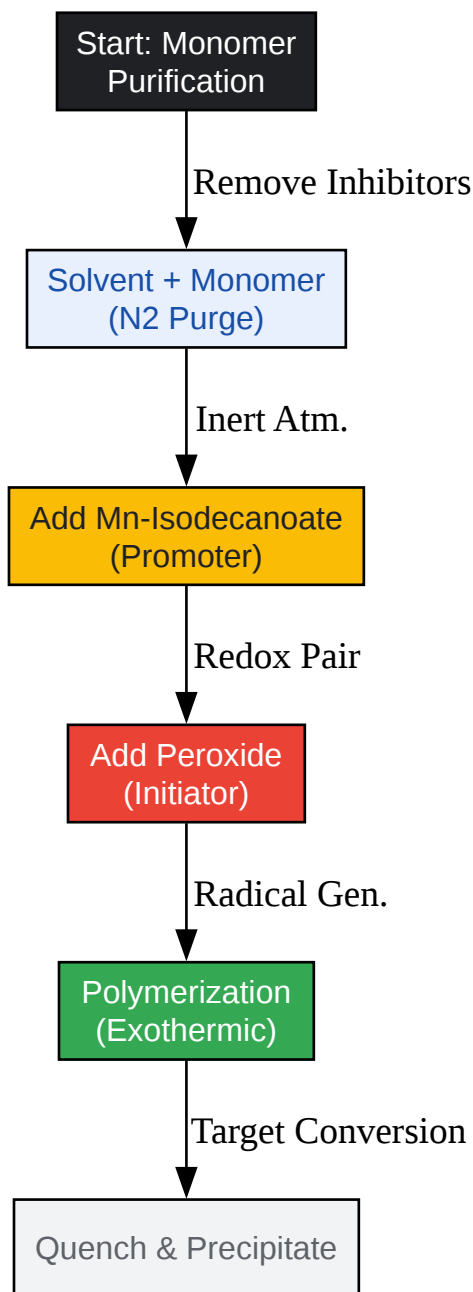 Start: Monomer
Purification
Remove Inhibitors
Solvent + Monomer
(N2 Purge)
Inert Atm.
Add Mn-Isodecanoate
(Promoter)
Redox Pair
Add Peroxide
(Initiator)
Radical Gen.
Polymerization
(Exothermic)
Target Conversion
Quench & Precipitate